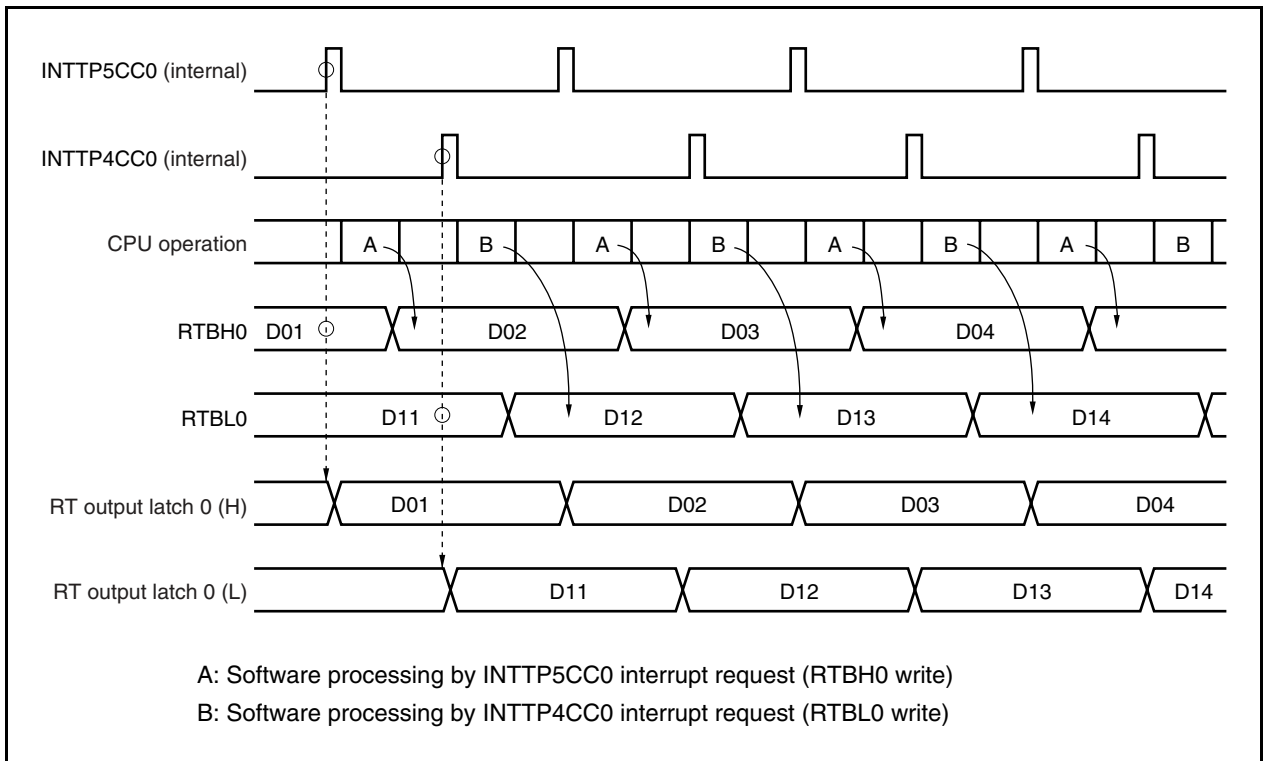 INTTP5CC0 (internal)
INTTP4CC0 (internal)
CPU operation A B A B A B A B
RTBH0 D01 D02 D03 D04
RTBL0 D11 D12 D13 D14
RT output latch 0 (H) D01 D02 D03 D04
RT output latch 0 (L) D11 D12 D13 D14
A: Software processing by INTTP5CC0 interrupt request (RTBH0 write)
B: Software processing by INTTP4CC0 interrupt request (RTBL0 write)